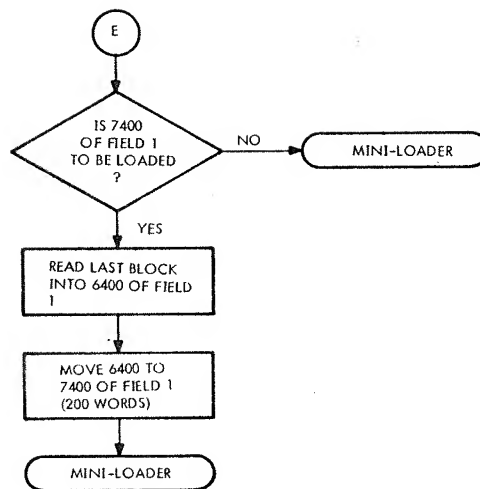 E
IS 7400
OF FIELD 1
TO BE LOADED
?
NO
MINI-LOADER
YES
READ LAST BLOCK
INTO 6400 OF FIELD
1
MOVE 6400 TO
7400 OF FIELD 1
(200 WORDS)
MINI-LOADER